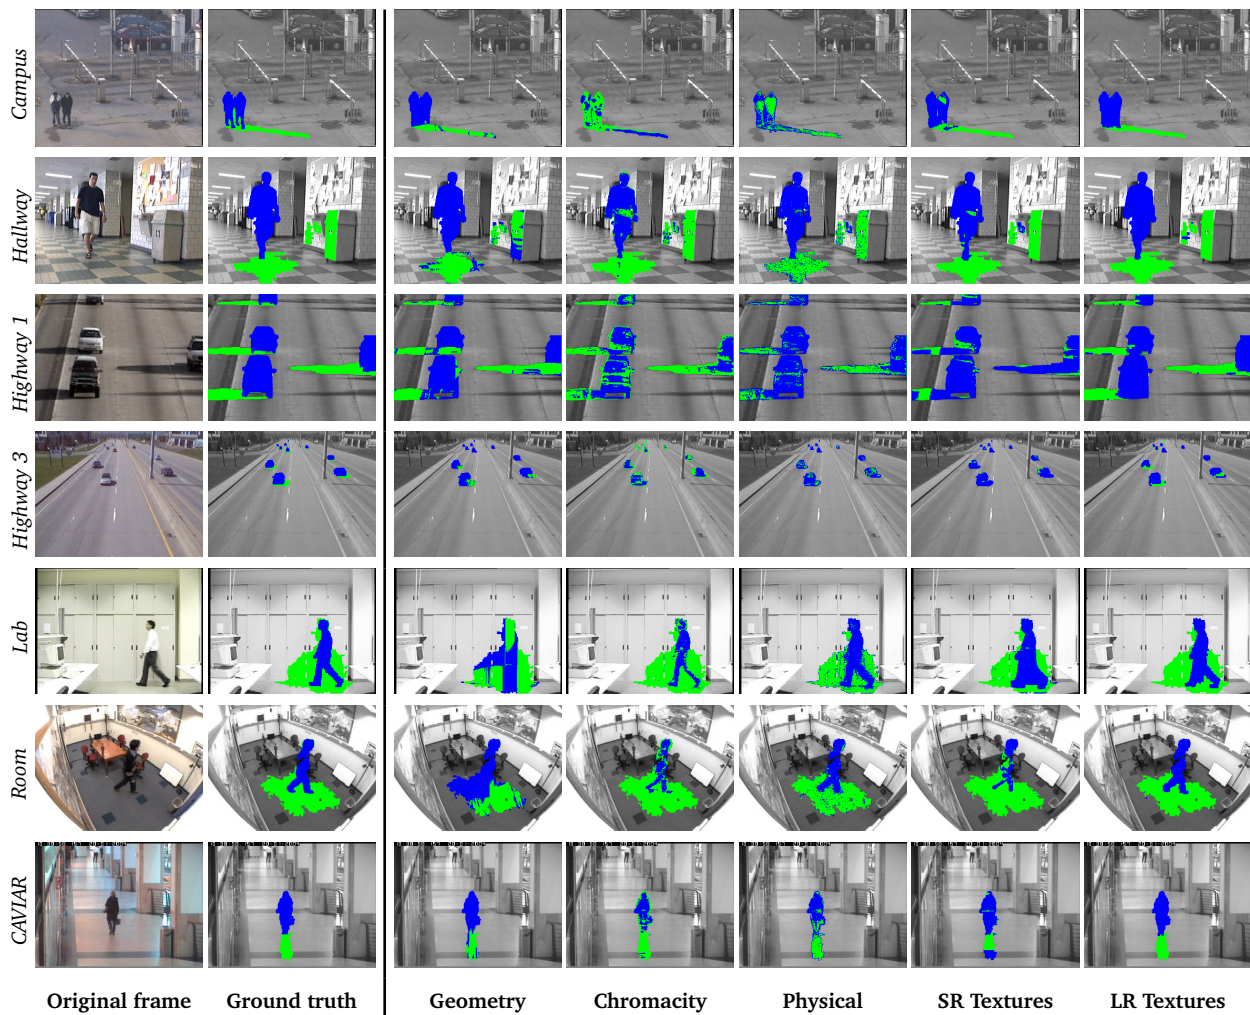 Campus
Hallway
Highway 1
Highway 3
Lab
Room
CAVIAR
Original frame
Ground truth
Geometry
Chromacity
Physical
SR Textures
LR Textures